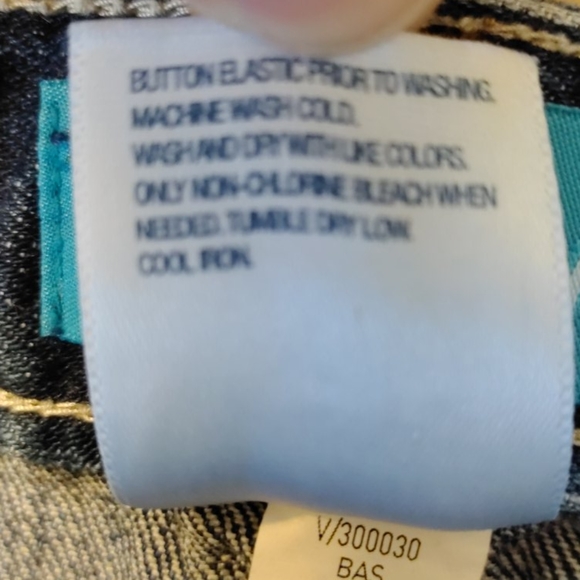 BUTTON ELASTIC PRIOR TO WASHING.
MACHINE WASH COLD.
WASH AND DRY WITH LIKE COLORS.
ONLY NON-CHLORINE BLEACH WHEN
NEEDED. TUMBLE DRY LOW.
COOL IRON.
V/300030
BAS